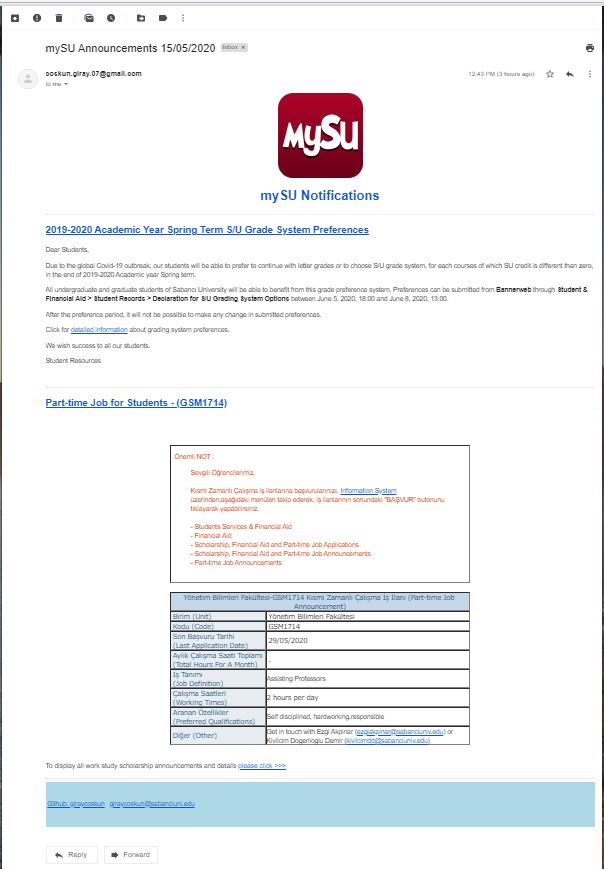 mySU Announcements 15/05/2020 Inbox x
coskun.giray.07@gmail.com 12:43 PM (3 hours ago)
to me
MySU
mySU Notifications
2019-2020 Academic Year Spring Term S/U Grade System Preferences
Dear Students,
Due to the global Covid-19 outbreak; our students will be able to prefer to continue with letter grades or to choose S/U grade system, for each courses of which SU credit is different than zero,
in the end of 2019-2020 Academic year Spring term.
All undergraduate and graduate students of Sabancı University will be able to benefit from this grade preference system. Preferences can be submitted from Bannerweb through Student &
Financial Aid > Student Records > Declaration for S/U Grading System Options between June 5, 2020, 18:00 and June 8, 2020, 13:00.
After the preference period, it will not be possible to make any change in submitted preferences.
Click for detailed information about grading system preferences.
We wish success to all our students.
Student Resources
Part-time Job for Students - (GSM1714)
Önemli NOT :
Sevgili Öğrencilerimiz,
Kısmi Zamanlı Çalışma iş ilanlarına başvurularınızı, Information System
üzerinden,aşağıdaki menüleri takip ederek, iş ilanlarının sonundaki "BAŞVUR" butonunu
tıklayarak yapabilirsiniz.
- Students Services & Financial Aid
- Financial Aid
- Scholarship, Financial Aid and Part-time Job Applications
- Scholarship, Financial Aid and Part-time Job Announcements
- Part-time Job Announcements
Yönetim Bilimleri Fakültesi-GSM1714 Kısmi Zamanlı Çalışma İş İlanı (Part-time Job
Announcement)
Birim (Unit) Yönetim Bilimleri Fakültesi
Kodu (Code) GSM1714
Son Başvuru Tarihi
(Last Application Date) 29/05/2020
Aylık Çalışma Saati Toplamı
(Total Hours For A Month) -
İş Tanımı
(Job Definition) Assisting Professors
Çalışma Saatleri
(Working Times) 2 hours per day
Aranan Özellikler
(Preferred Qualifications) Self disciplined, hardworking,responsible
Diğer (Other) Get in touch with Ezgi Akpinar (ezgiakpinar@sabanciuniv.edu) or
Kivilcim Dogerlioglu Demir (kivilcimdd@sabanciuniv.edu)
To display all work study scholarship announcements and details please click >>>
Github: giraycoskun giraycoskun@sabanciuni.edu
Reply Forward